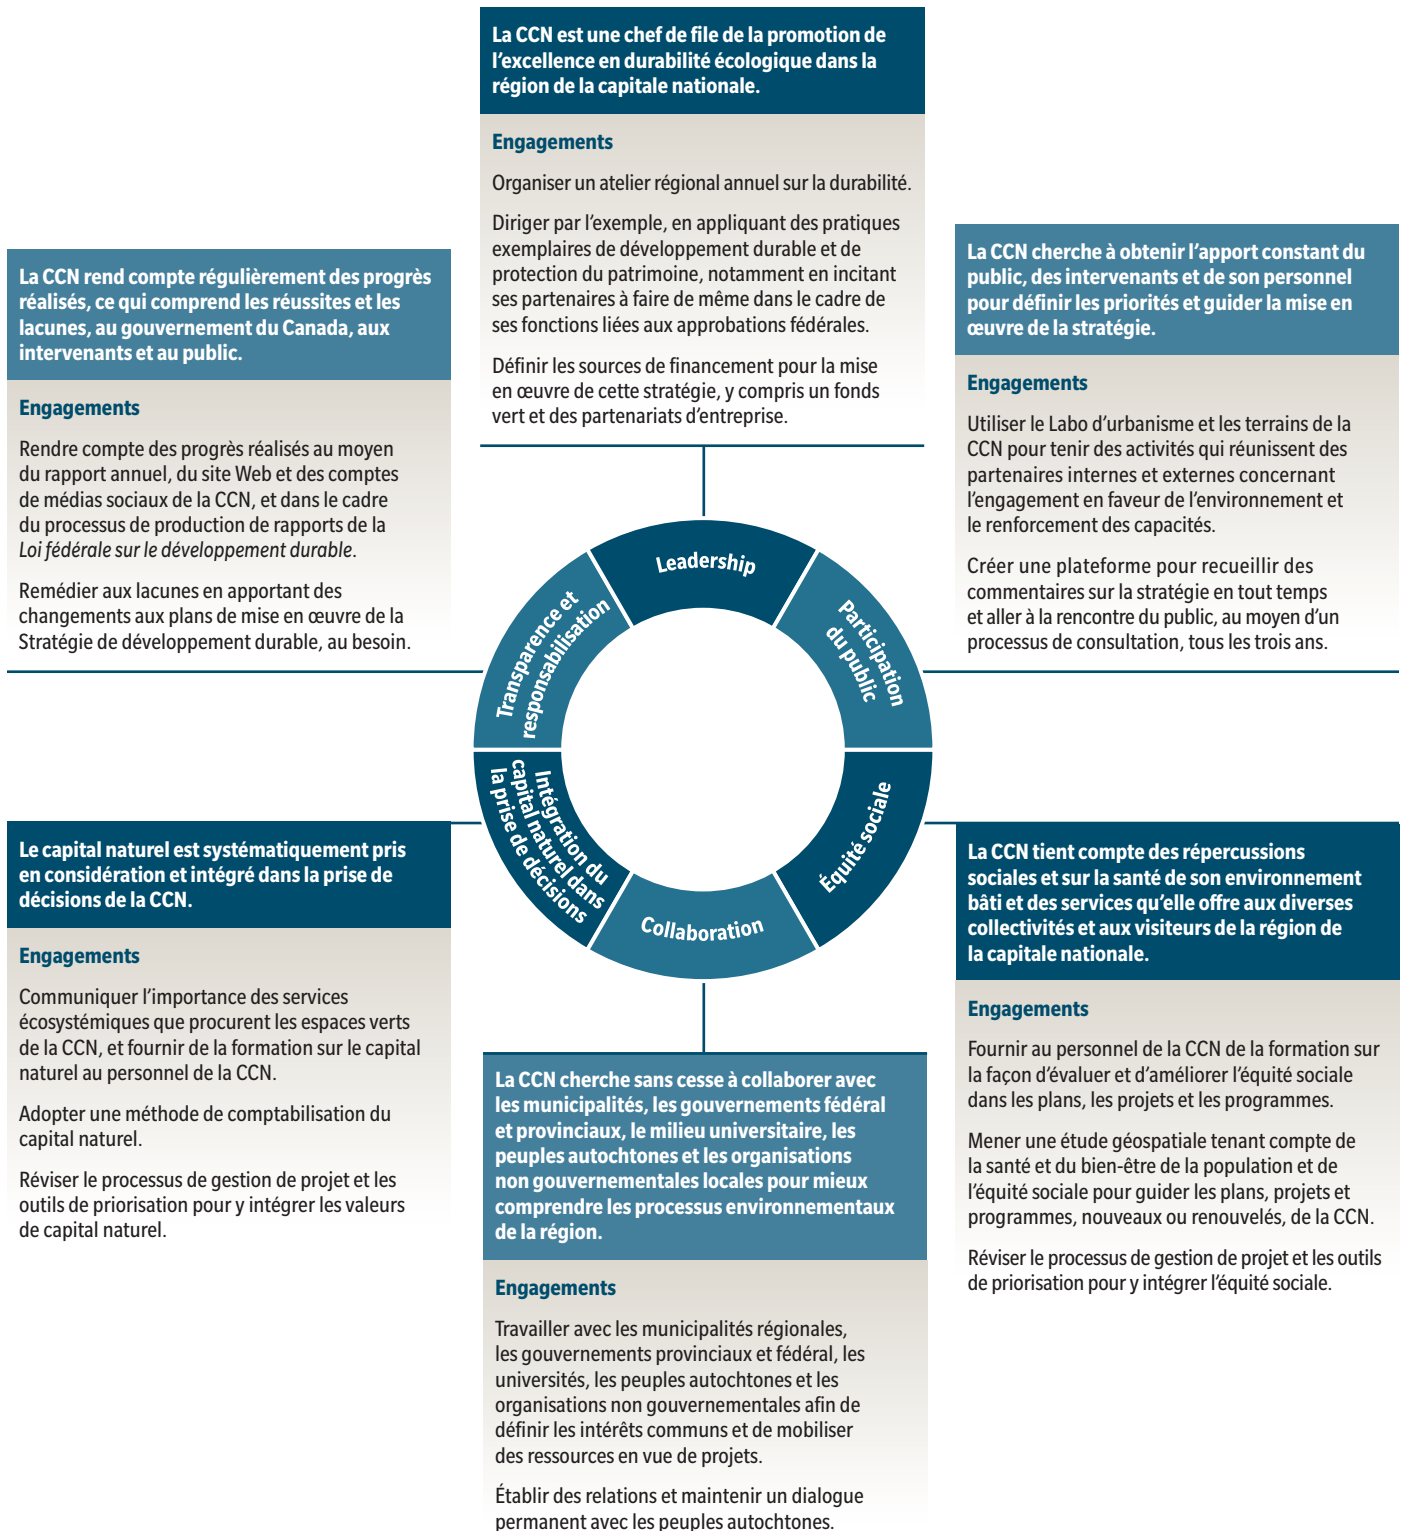 La CCN est une chef de file de la promotion de
l’excellence en durabilité écologique dans la
région de la capitale nationale.
Engagements
Organiser un atelier régional annuel sur la durabilité.
Diriger par l’exemple, en appliquant des pratiques
exemplaires de développement durable et de
protection du patrimoine, notamment en incitant
ses partenaires à faire de même dans le cadre de
ses fonctions liées aux approbations fédérales.
Définir les sources de financement pour la mise
en œuvre de cette stratégie, y compris un fonds
vert et des partenariats d’entreprise.
La CCN rend compte régulièrement des progrès
réalisés, ce qui comprend les réussites et les
lacunes, au gouvernement du Canada, aux
intervenants et au public.
Engagements
Rendre compte des progrès réalisés au moyen
du rapport annuel, du site Web et des comptes
de médias sociaux de la CCN, et dans le cadre
du processus de production de rapports de la
Loi fédérale sur le développement durable.
Remédier aux lacunes en apportant des
changements aux plans de mise en œuvre de la
Stratégie de développement durable, au besoin.
La CCN cherche à obtenir l’apport constant du
public, des intervenants et de son personnel
pour définir les priorités et guider la mise en
œuvre de la stratégie.
Engagements
Utiliser le Labo d’urbanisme et les terrains de la
CCN pour tenir des activités qui réunissent des
partenaires internes et externes concernant
l’engagement en faveur de l’environnement et
le renforcement des capacités.
Créer une plateforme pour recueillir des
commentaires sur la stratégie en tout temps
et aller à la rencontre du public, au moyen d’un
processus de consultation, tous les trois ans.
Leadership
Participation
du public
Équité sociale
Collaboration
Intégration du
capital naturel dans
la prise de décisions
Transparence et
responsabilisation
Le capital naturel est systématiquement pris
en considération et intégré dans la prise de
décisions de la CCN.
Engagements
Communiquer l’importance des services
écosystémiques que procurent les espaces verts
de la CCN, et fournir de la formation sur le capital
naturel au personnel de la CCN.
Adopter une méthode de comptabilisation du
capital naturel.
Réviser le processus de gestion de projet et les
outils de priorisation pour y intégrer les valeurs
de capital naturel.
La CCN tient compte des répercussions
sociales et sur la santé de son environnement
bâti et des services qu’elle offre aux diverses
collectivités et aux visiteurs de la région de
la capitale nationale.
Engagements
Fournir au personnel de la CCN de la formation sur
la façon d’évaluer et d’améliorer l’équité sociale
dans les plans, les projets et les programmes.
Mener une étude géospatiale tenant compte de
la santé et du bien-être de la population et de
l’équité sociale pour guider les plans, projets et
programmes, nouveaux ou renouvelés, de la CCN.
Réviser le processus de gestion de projet et les outils
de priorisation pour y intégrer l’équité sociale.
La CCN cherche sans cesse à collaborer avec
les municipalités, les gouvernements fédéral
et provinciaux, le milieu universitaire, les
peuples autochtones et les organisations
non gouvernementales locales pour mieux
comprendre les processus environnementaux
de la région.
Engagements
Travailler avec les municipalités régionales,
les gouvernements provinciaux et fédéral, les
universités, les peuples autochtones et les
organisations non gouvernementales afin de
définir les intérêts communs et de mobiliser
des ressources en vue de projets.
Établir des relations et maintenir un dialogue
permanent avec les peuples autochtones.